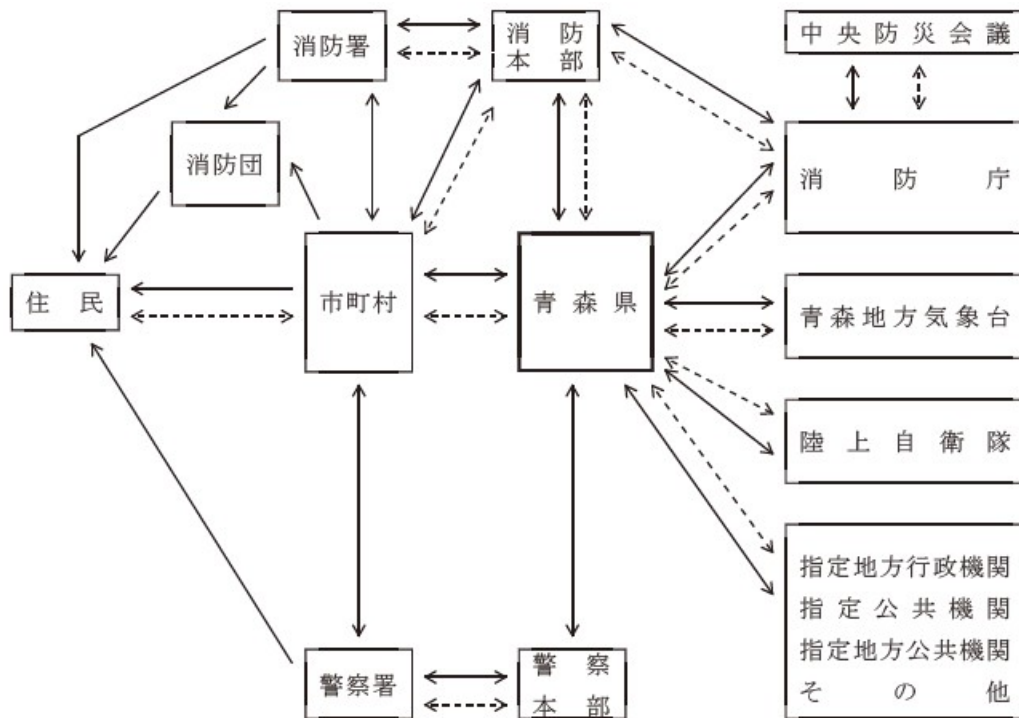 消防署
消防
本部
中央防災会議
消防団
消防庁
住民
市町村
青森県
青森地方気象台
陸上自衛隊
指定地方行政機関
指定公共機関
指定地方公共機関
その他
警察署
警察
本部